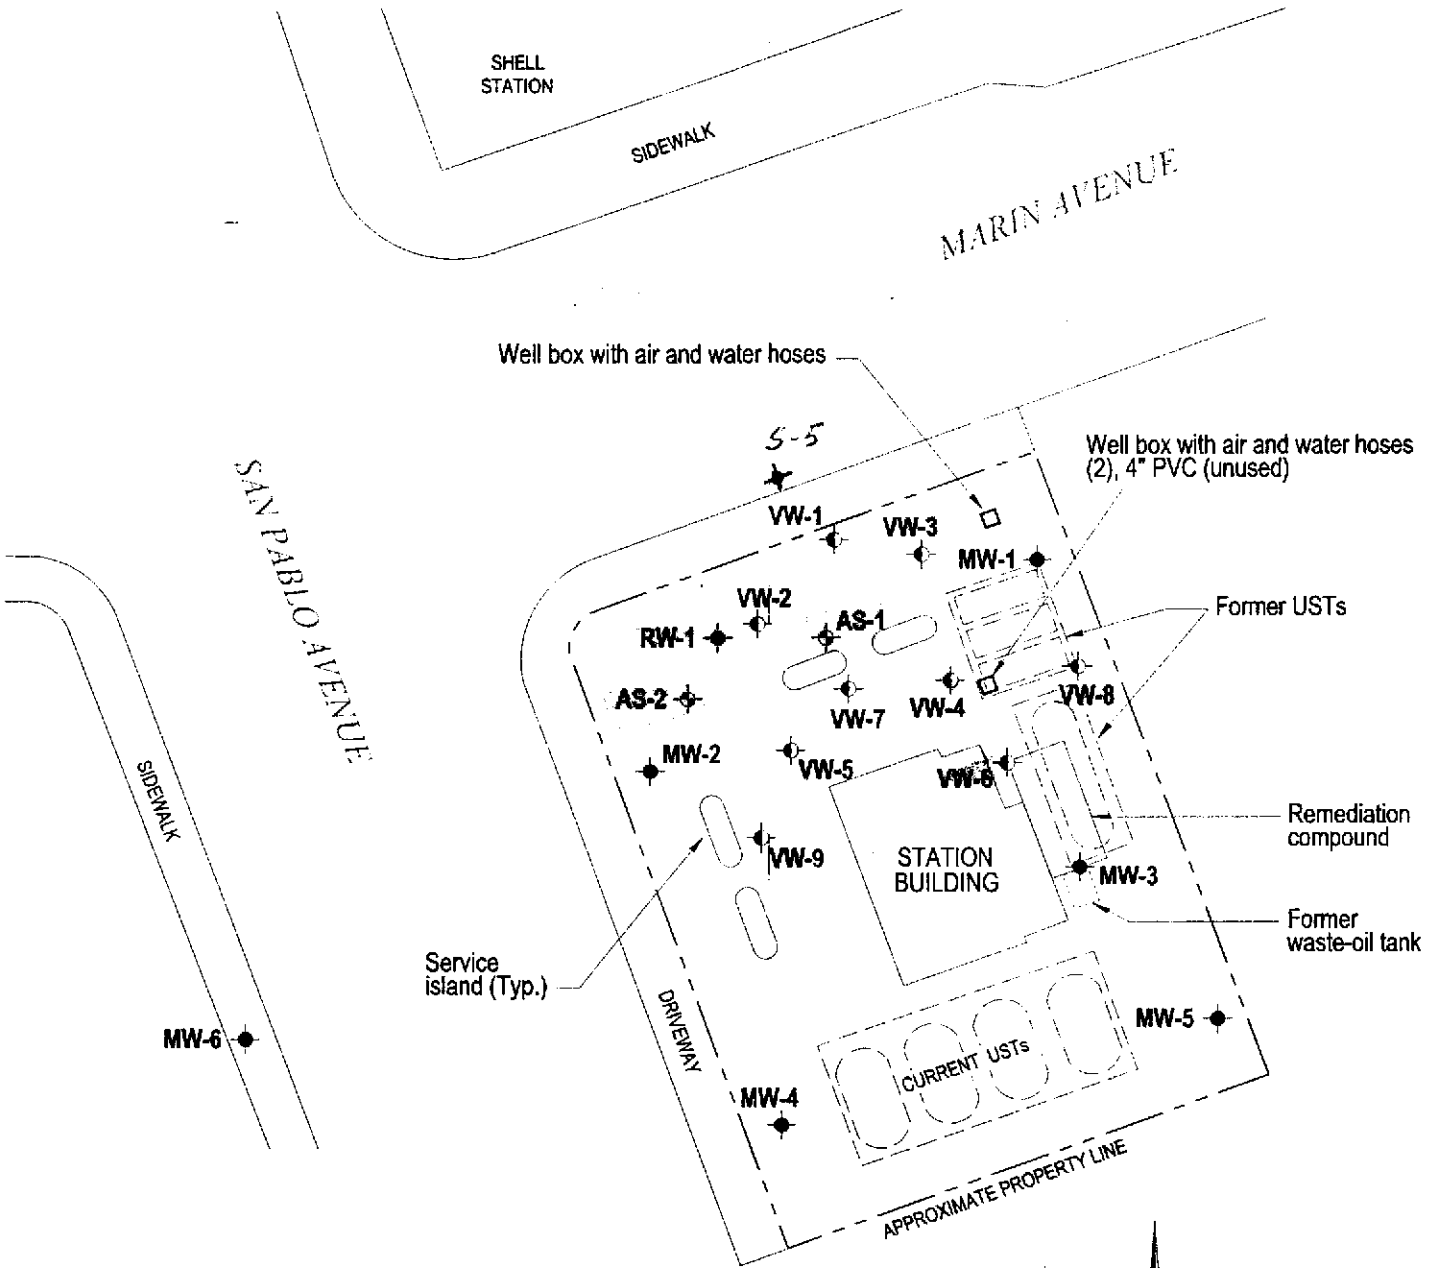 SHELL
STATION
SIDEWALK
MARIN AVENUE
Well box with air and water hoses
S-5
Well box with air and water hoses
(2), 4" PVC (unused)
SAN PABLO AVENUE
VW-1
VW-3
MW-1
VW-2
Former USTs
RW-1
AS-1
AS-2
VW-7
VW-4
VW-8
MW-2
VW-5
VW-6
SIDEWALK
Remediation
compound
VW-9
STATION
BUILDING
MW-3
Former
waste-oil tank
Service
island (Typ.)
DRIVEWAY
MW-6
MW-5
CURRENT USTs
MW-4
APPROXIMATE PROPERTY LINE